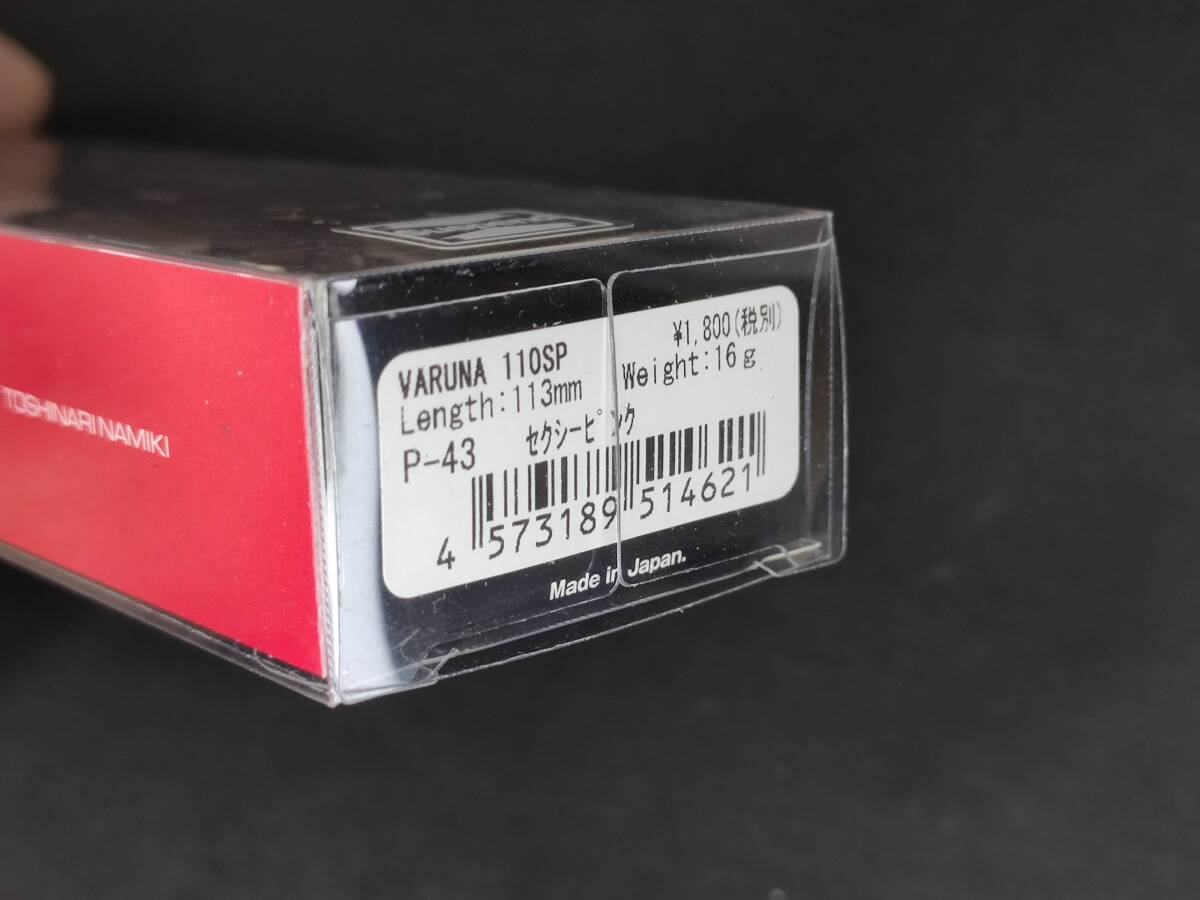 TOSHINARI NAMIKI
¥1,800(税別)
VARUNA 110SP
Length:113mm Weight:16g
P-43 セクシーピンク
4 573189 514621
Made in Japan.